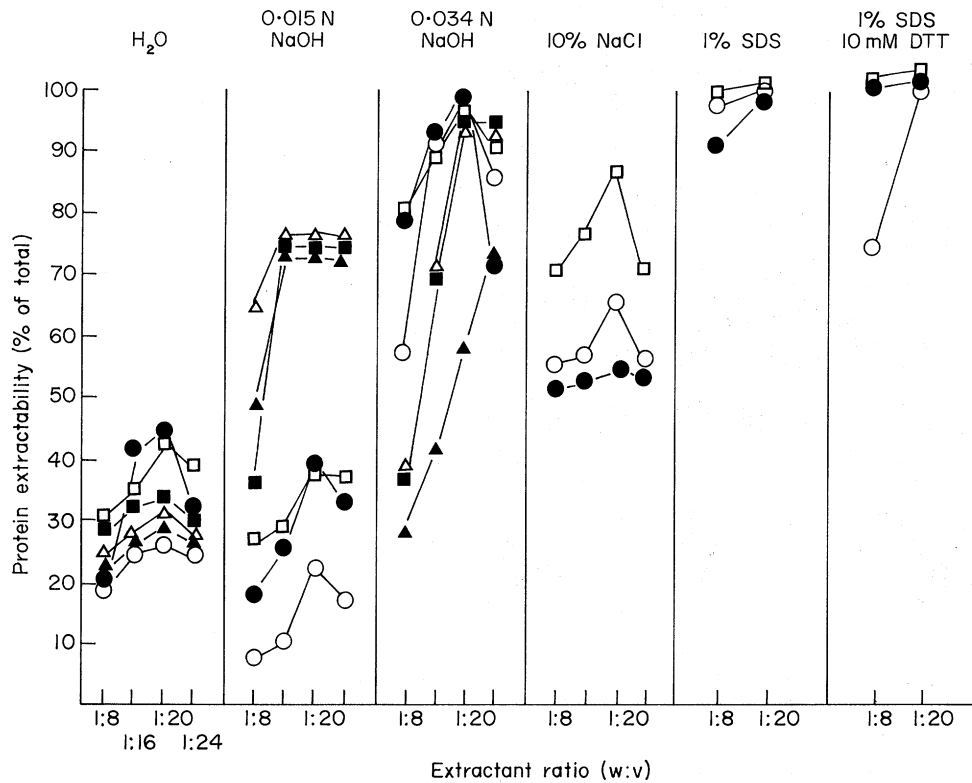 H₂O
0·015 N
NaOH
0·034 N
NaOH
10% NaCl
1% SDS
1% SDS
10 mM DTT
Protein extractability (% of total)
100
90
80
70
60
50
40
30
20
10
1:8 1:20
1:16 1:24
1:8 1:20
1:8 1:20
1:8 1:20
1:8 1:20
1:8 1:20
Extractant ratio (w:v)